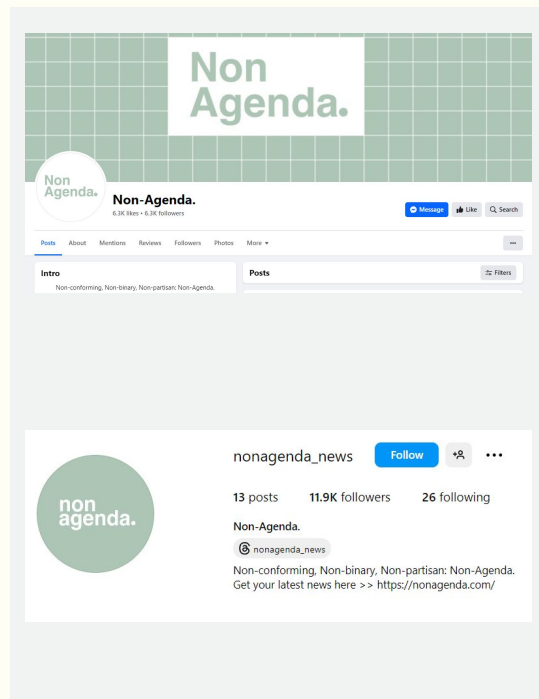 Non
Agenda.
Non
Agenda.
Non-Agenda.
6.3K likes • 6.3K followers
Message Like Search
Posts About Mentions Reviews Followers Photos More
Intro
Non-conforming, Non-binary, Non-partisan: Non-Agenda.
Posts Filters
nonagenda_news Follow
13 posts 11.9K followers 26 following
non
agenda.
Non-Agenda.
nonagenda_news
Non-conforming, Non-binary, Non-partisan: Non-Agenda.
Get your latest news here >> https://nonagenda.com/